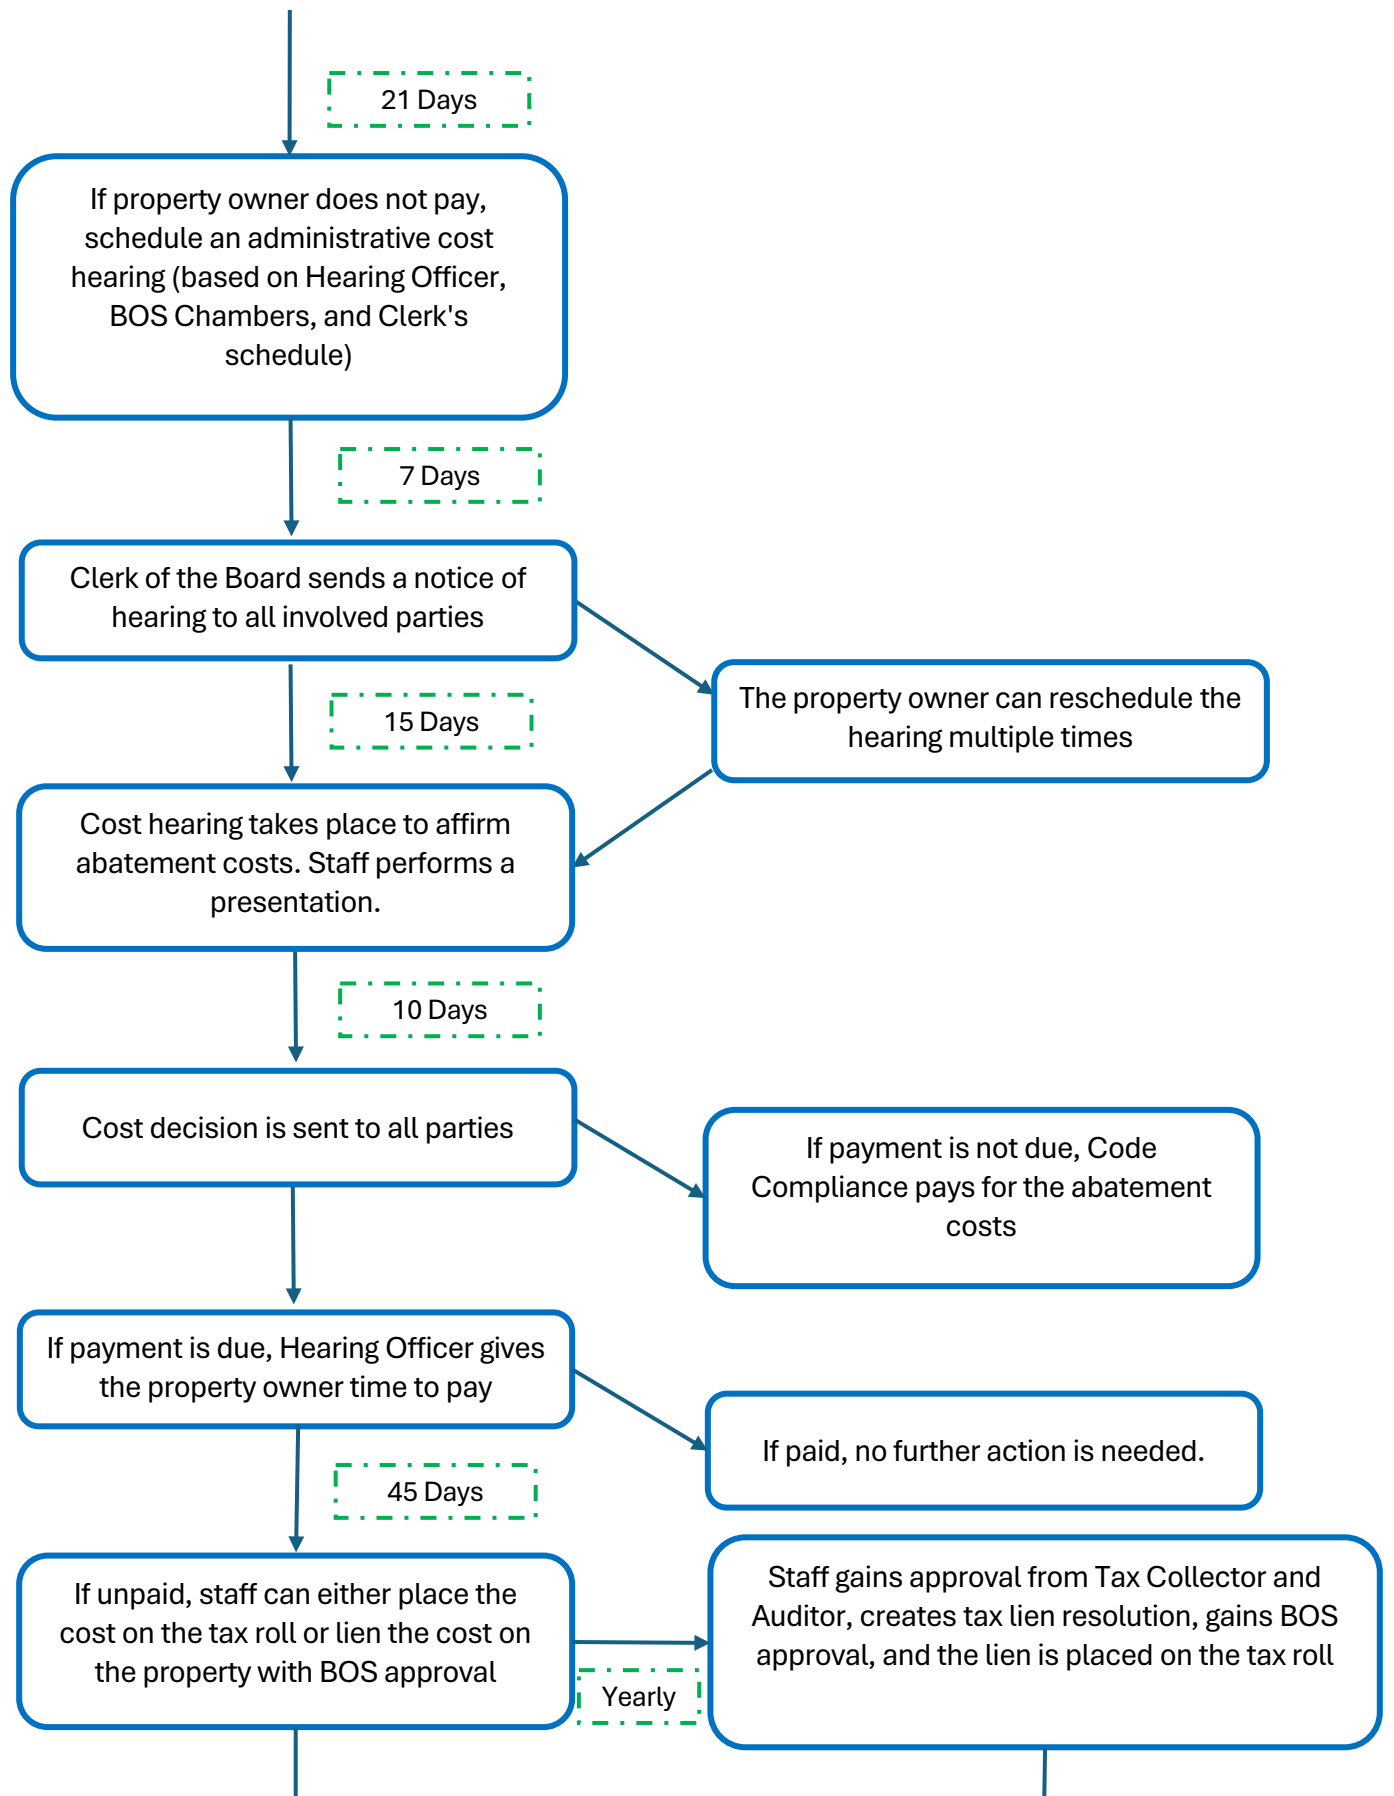 21 Days
If property owner does not pay,
schedule an administrative cost
hearing (based on Hearing Officer,
BOS Chambers, and Clerk's
schedule)
7 Days
Clerk of the Board sends a notice of
hearing to all involved parties
The property owner can reschedule the
hearing multiple times
15 Days
Cost hearing takes place to affirm
abatement costs. Staff performs a
presentation.
10 Days
Cost decision is sent to all parties
If payment is not due, Code
Compliance pays for the abatement
costs
If payment is due, Hearing Officer gives
the property owner time to pay
If paid, no further action is needed.
45 Days
If unpaid, staff can either place the
cost on the tax roll or lien the cost on
the property with BOS approval
Yearly
Staff gains approval from Tax Collector and
Auditor, creates tax lien resolution, gains BOS
approval, and the lien is placed on the tax roll